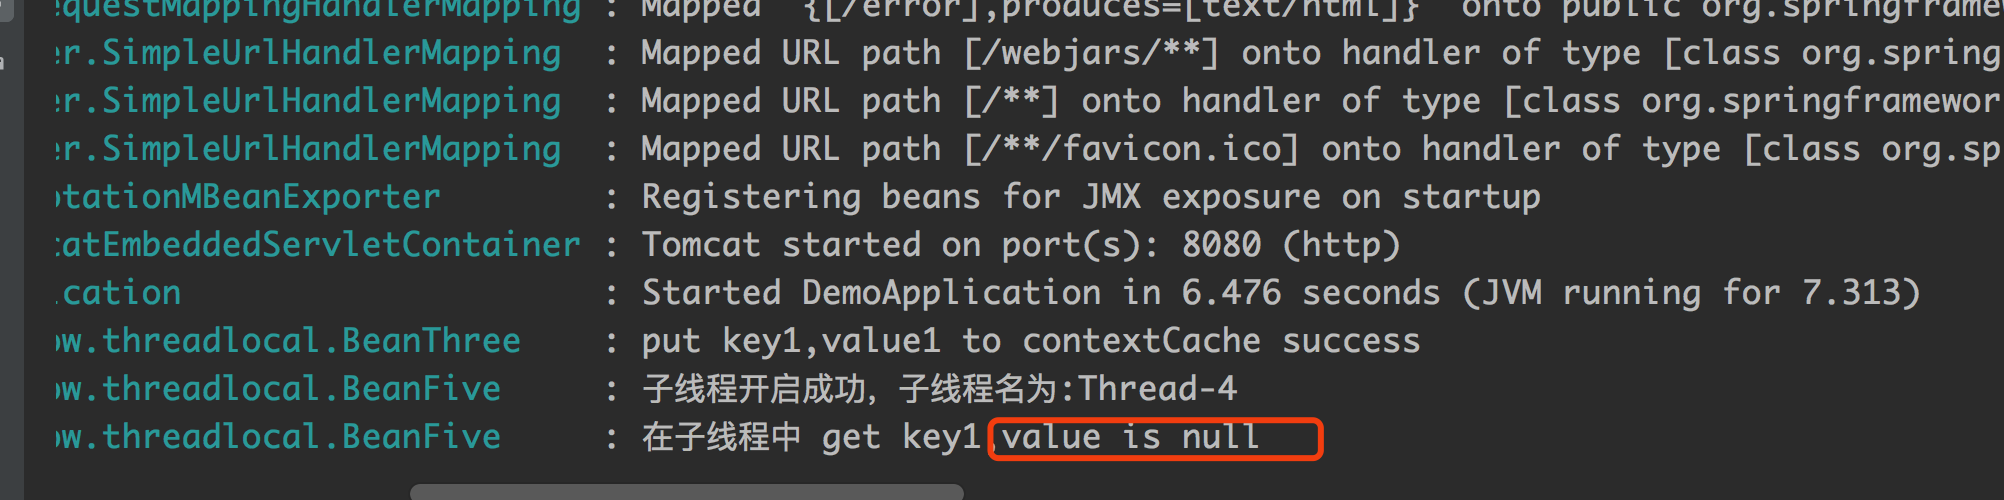 equestMappingHandlerMapping : Mapped "{[/error],produces=[text/html]}" onto public org.springframew
er.SimpleUrlHandlerMapping : Mapped URL path [/webjars/**] onto handler of type [class org.spring
er.SimpleUrlHandlerMapping : Mapped URL path [/**] onto handler of type [class org.springframewor
er.SimpleUrlHandlerMapping : Mapped URL path [/**/favicon.ico] onto handler of type [class org.sp
otationMBeanExporter : Registering beans for JMX exposure on startup
catEmbeddedServletContainer : Tomcat started on port(s): 8080 (http)
ication : Started DemoApplication in 6.476 seconds (JVM running for 7.313)
ow.threadlocal.BeanThree : put key1,value1 to contextCache success
ow.threadlocal.BeanFive : 子线程开启成功，子线程名为:Thread-4
ow.threadlocal.BeanFive : 在子线程中 get key1,value is null